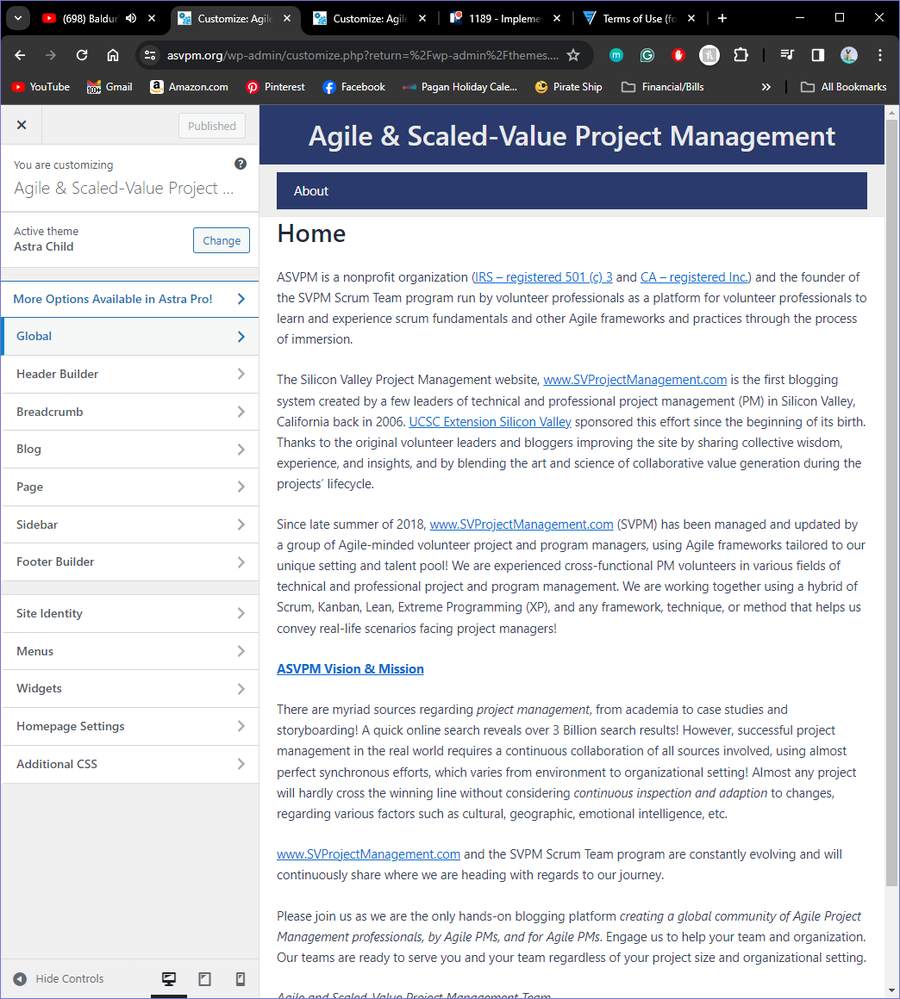 (698) Baldur
Customize: Agile
Customize: Agile
1189 - Impleme
Terms of Use (fo
asvpm.org/wp-admin/customize.php?return=%2Fwp-admin%2Fthemes....
YouTube
100+
Gmail
Amazon.com
Pinterest
Facebook
Pagan Holiday Cale...
Pirate Ship
Financial/Bills
All Bookmarks
Published
You are customizing
Agile & Scaled-Value Project ...
Active theme
Astra Child
Change
More Options Available in Astra Pro!
Global
Header Builder
Breadcrumb
Blog
Page
Sidebar
Footer Builder
Site Identity
Menus
Widgets
Homepage Settings
Additional CSS
Hide Controls
Agile & Scaled-Value Project Management
About
Home
ASVPM is a nonprofit organization (IRS – registered 501 (c) 3 and CA – registered Inc.) and the founder of
the SVPM Scrum Team program run by volunteer professionals as a platform for volunteer professionals to
learn and experience scrum fundamentals and other Agile frameworks and practices through the process
of immersion.
The Silicon Valley Project Management website, www.SVProjectManagement.com is the first blogging
system created by a few leaders of technical and professional project management (PM) in Silicon Valley,
California back in 2006. UCSC Extension Silicon Valley sponsored this effort since the beginning of its birth.
Thanks to the original volunteer leaders and bloggers improving the site by sharing collective wisdom,
experience, and insights, and by blending the art and science of collaborative value generation during the
projects’ lifecycle.
Since late summer of 2018, www.SVProjectManagement.com (SVPM) has been managed and updated by
a group of Agile-minded volunteer project and program managers, using Agile frameworks tailored to our
unique setting and talent pool! We are experienced cross-functional PM volunteers in various fields of
technical and professional project and program management. We are working together using a hybrid of
Scrum, Kanban, Lean, Extreme Programming (XP), and any framework, technique, or method that helps us
convey real-life scenarios facing project managers!
ASVPM Vision & Mission
There are myriad sources regarding project management, from academia to case studies and
storyboarding! A quick online search reveals over 3 Billion search results! However, successful project
management in the real world requires a continuous collaboration of all sources involved, using almost
perfect synchronous efforts, which varies from environment to organizational setting! Almost any project
will hardly cross the winning line without considering continuous inspection and adaption to changes,
regarding various factors such as cultural, geographic, emotional intelligence, etc.
www.SVProjectManagement.com and the SVPM Scrum Team program are constantly evolving and will
continuously share where we are heading with regards to our journey.
Please join us as we are the only hands-on blogging platform creating a global community of Agile Project
Management professionals, by Agile PMs, and for Agile PMs. Engage us to help your team and organization.
Our teams are ready to serve you and your team regardless of your project size and organizational setting.
Agile and Scaled-Value Project Management Team